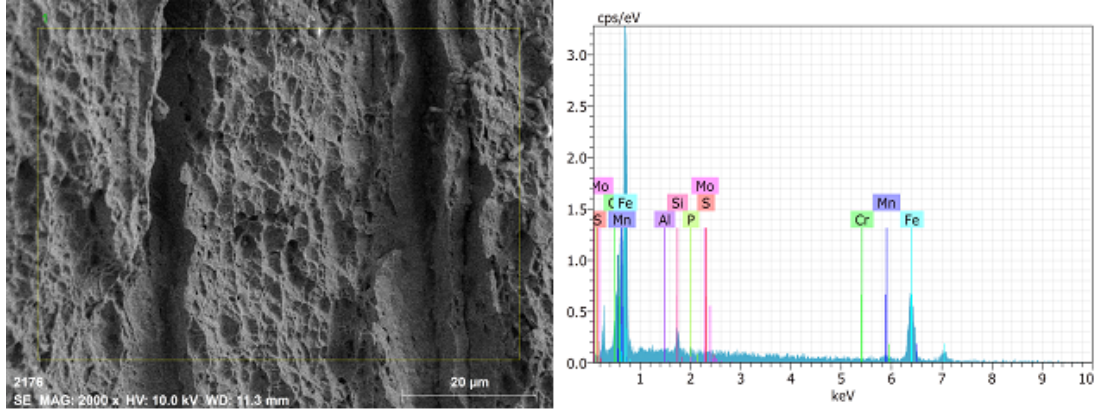 2176
20 µm
SE MAG: 2000 x HV: 10.0 kV WD: 11.3 mm
cps/eV
3.0
2.5
2.0
1.5
1.0
0.5
0.0
Mo
Mo
C Fe
Si
S
Mn
S
Mn
Al
P
Cr
Fe
1 2 3 4 5 6 7 8 9 10
keV